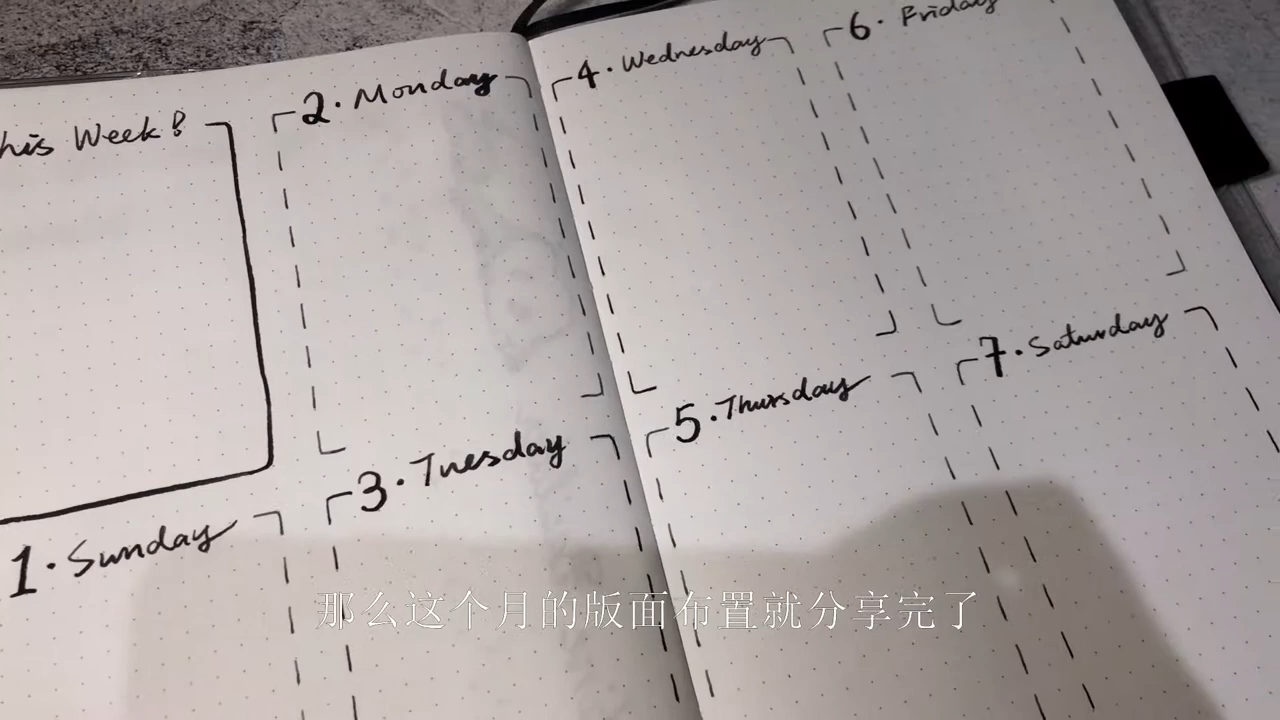 his Week!
1. Sunday
2. Monday
3. Tuesday
4. Wednesday
5. Thursday
6. Friday
7. Saturday
那么这个月的版面布置就分享完了